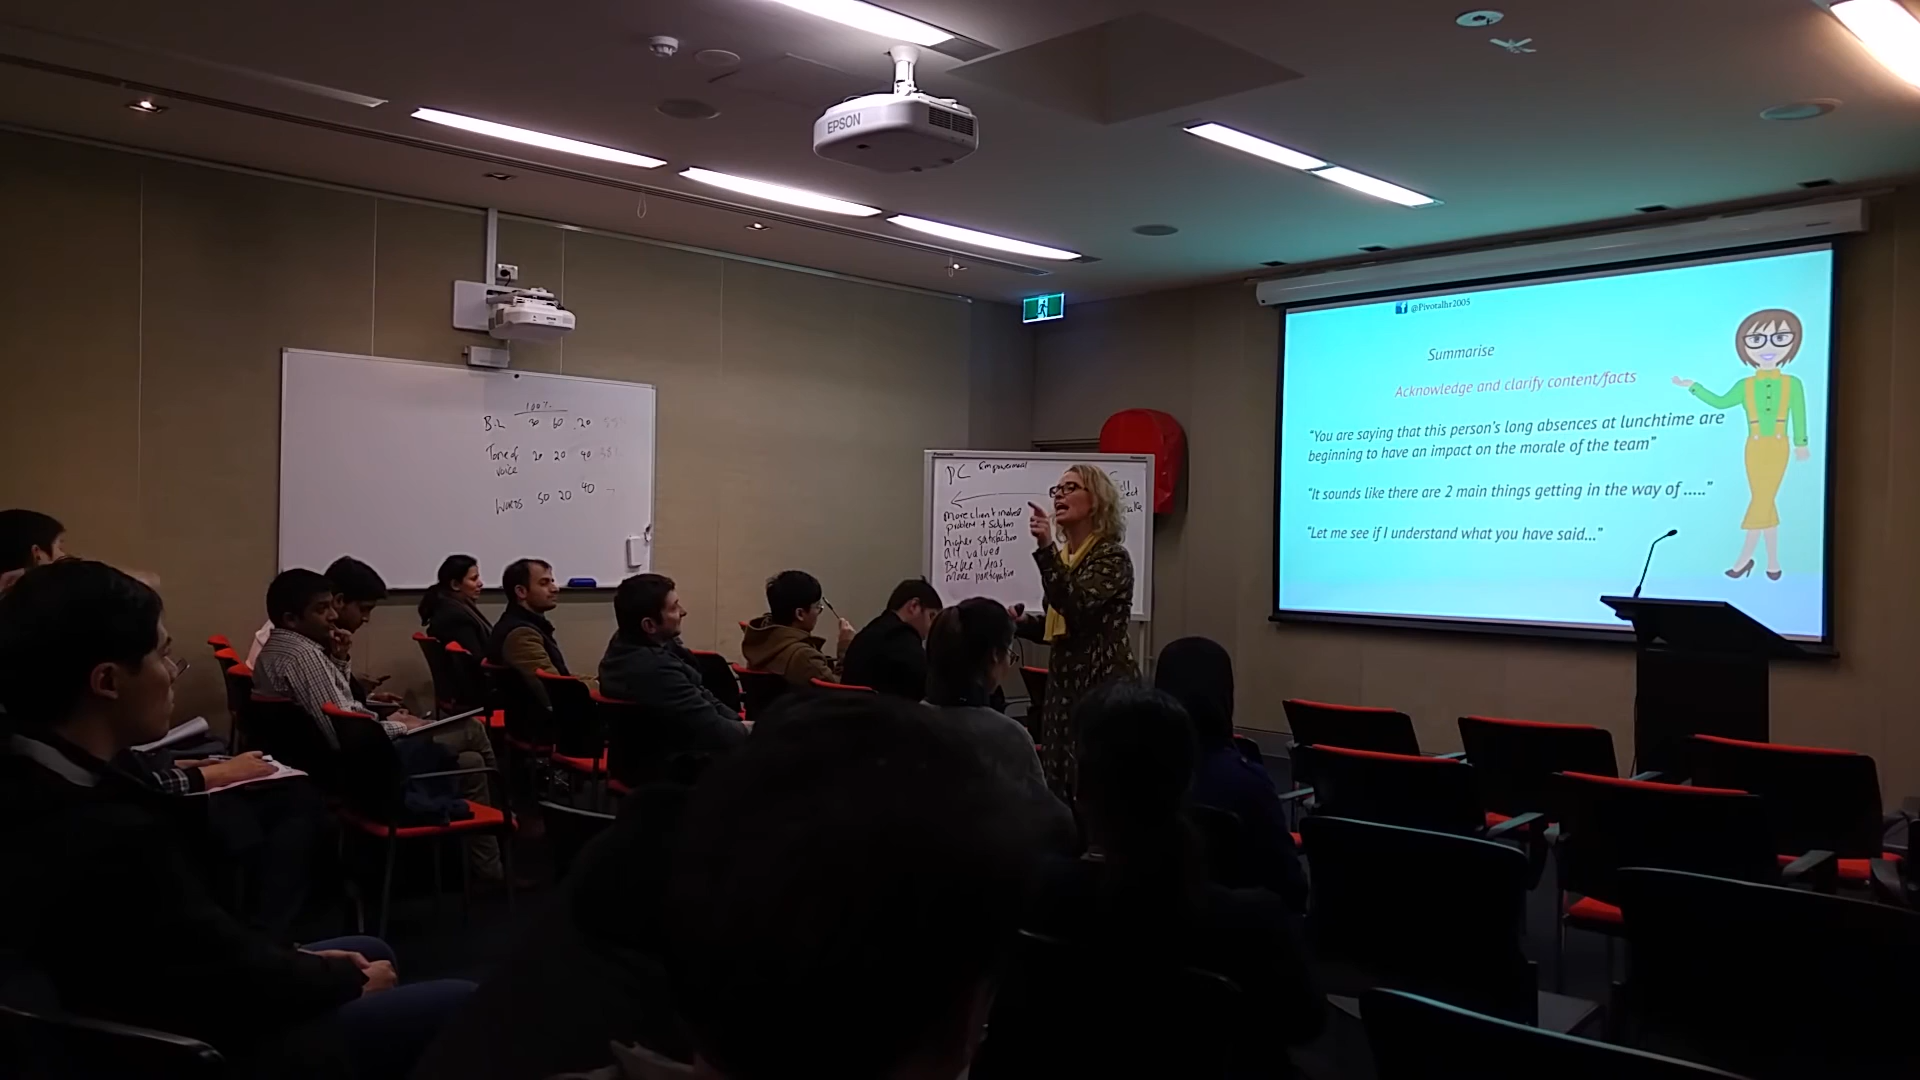 EPSON
@Pivotalhr2005
Summarise
Acknowledge and clarify content/facts
"You are saying that this person's long absences at lunchtime are
beginning to have an impact on the morale of the team"
"It sounds like there are 2 main things getting in the way of ....."
"Let me see if I understand what you have said..."
100%
B.L 30 60 20
Tone of 20 20 40
voice
Words 50 20 40
PC Empowerment
more client involved
problem + solution
higher satisfaction
all valued
Better ideas
more participation